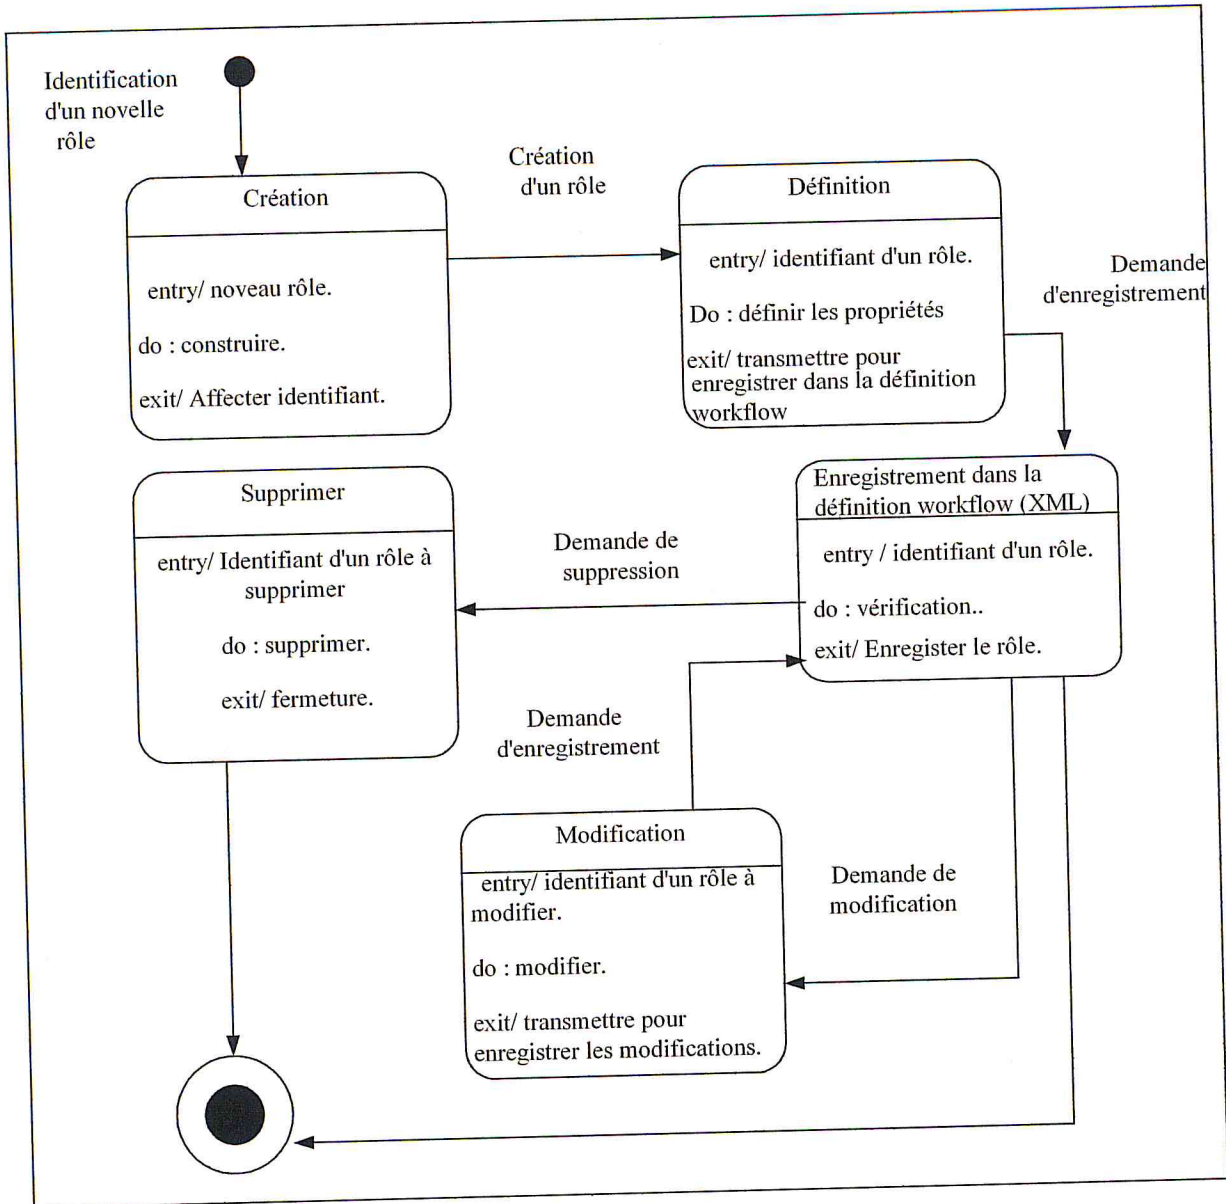 Identification
d'un novelle
rôle
Création
entry/ noveau rôle.
do : construire.
exit/ Affecter identifiant.
Création
d'un rôle
Définition
entry/ identifiant d'un rôle.
Do : définir les propriétés
exit/ transmettre pour
enregistrer dans la définition
workflow
Demande
d'enregistrement
Supprimer
entry/ Identifiant d'un rôle à
supprimer
do : supprimer.
exit/ fermeture.
Demande de
suppression
Enregistrement dans la
définition workflow (XML)
entry / identifiant d'un rôle.
do : vérification..
exit/ Enregister le rôle.
Demande
d'enregistrement
Modification
entry/ identifiant d'un rôle à
modifier.
do : modifier.
exit/ transmettre pour
enregistrer les modifications.
Demande de
modification